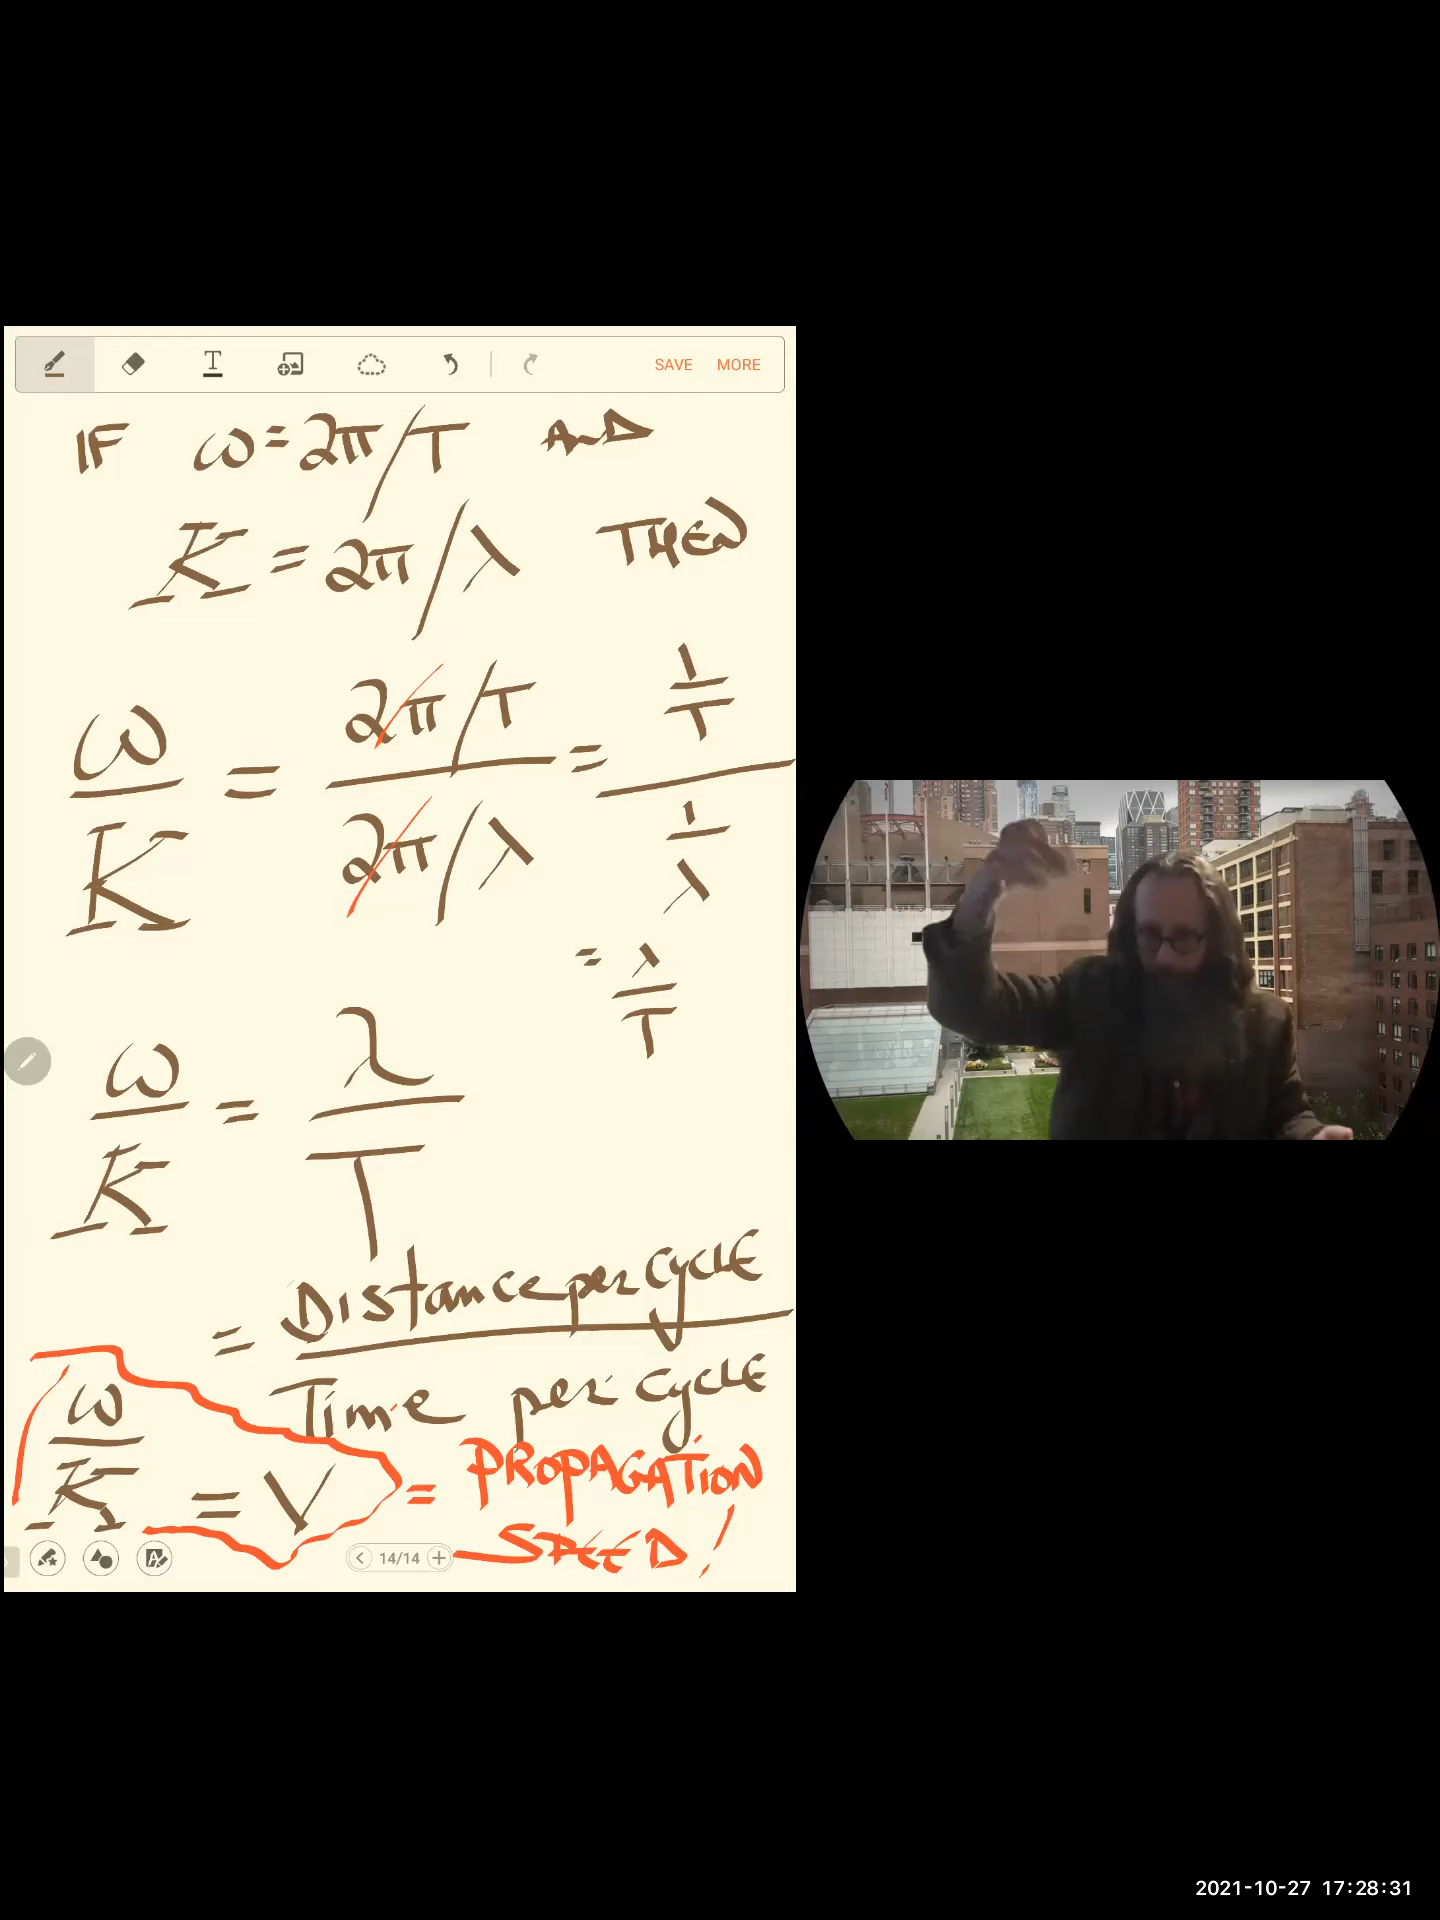 SAVE MORE
IF ω = 2π/T AND
K = 2π/λ THEN
ω/K = (2π/T)/(2π/λ) = (1/T)/(1/λ)
= λ/T
ω/K = λ/T
= Distance per cycle
Time per cycle
ω/K = V = PROPAGATION
SPEED!
14/14
2021-10-27 17:28:31